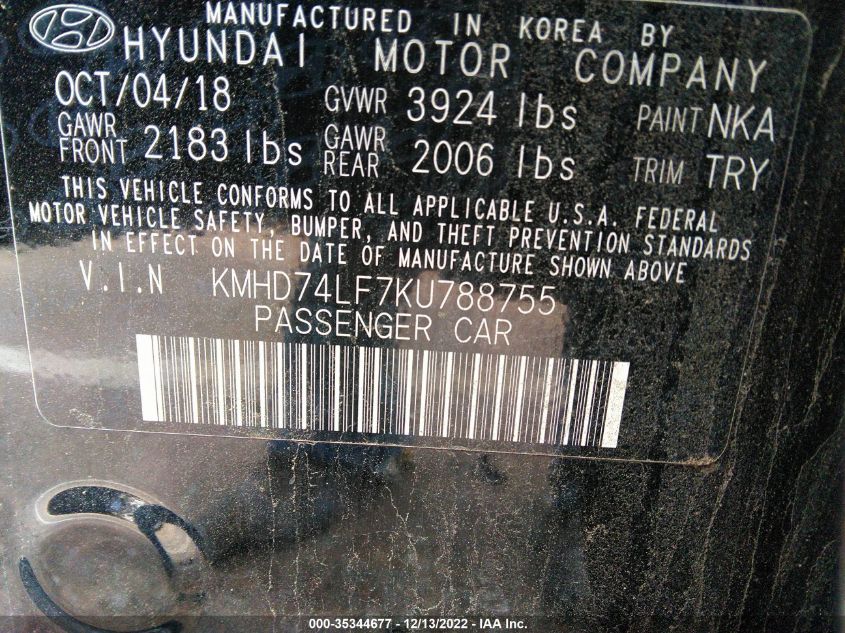 MANUFACTURED IN KOREA BY
HYUNDAI MOTOR COMPANY
OCT/04/18 GVWR 3924 lbs PAINT NKA
GAWR FRONT 2183 lbs GAWR REAR 2006 lbs TRIM TRY
THIS VEHICLE CONFORMS TO ALL APPLICABLE U.S.A. FEDERAL
MOTOR VEHICLE SAFETY, BUMPER, AND THEFT PREVENTION STANDARDS
IN EFFECT ON THE DATE OF MANUFACTURE SHOWN ABOVE
V.I.N KMHD74LF7KU788755
PASSENGER CAR
000-35344677 - 12/13/2022 - IAA Inc.